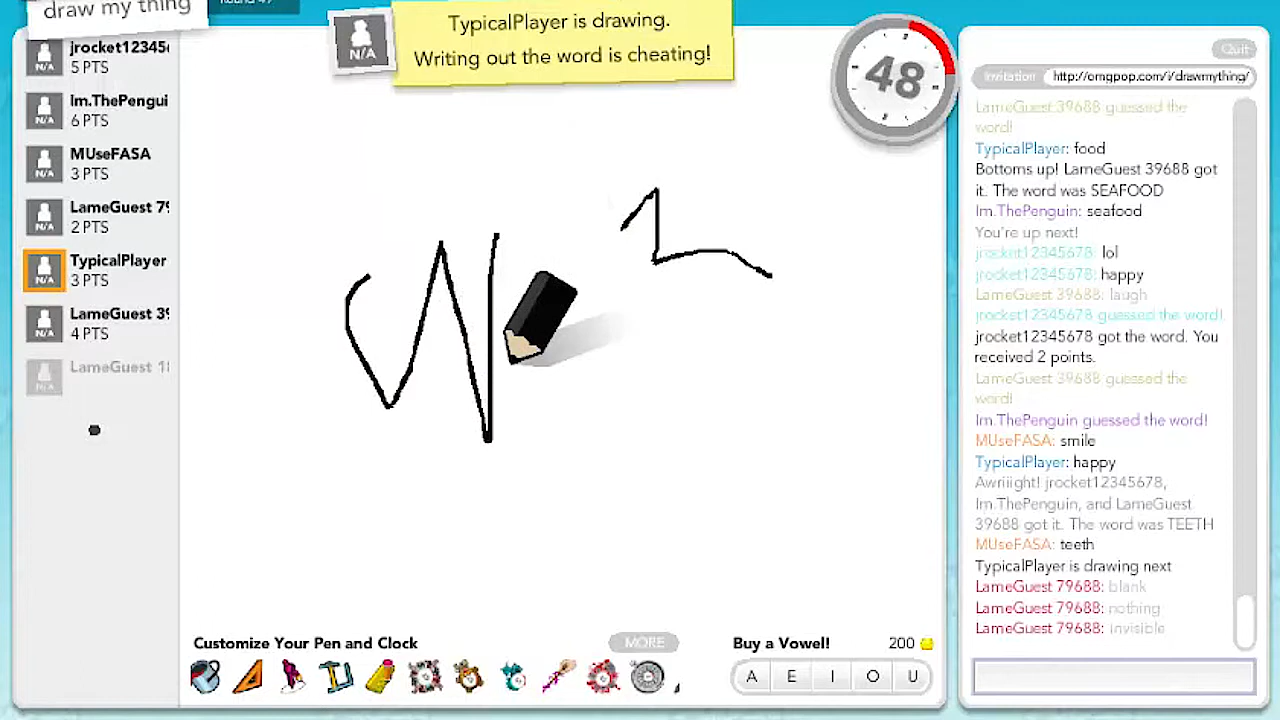 draw my thing
Round 49
TypicalPlayer is drawing.
Writing out the word is cheating!
N/A
48
jrocket12345
5 PTS
N/A
Im.ThePengui
6 PTS
N/A
MUseFASA
3 PTS
N/A
LameGuest 79
2 PTS
N/A
TypicalPlayer
3 PTS
N/A
LameGuest 39
4 PTS
N/A
LameGuest 18
N/A
Customize Your Pen and Clock
MORE
Buy a Vowel!
200
A E I O U
Quit
Invitation http://omgpop.com/i/drawmything/
LameGuest 39688 guessed the
word!
TypicalPlayer: food
Bottoms up! LameGuest 39688 got
it. The word was SEAFOOD
Im.ThePenguin: seafood
You're up next!
jrocket12345678: lol
jrocket12345678: happy
LameGuest 39688: laugh
jrocket12345678 guessed the word!
jrocket12345678 got the word. You
received 2 points.
LameGuest 39688 guessed the
word!
Im.ThePenguin guessed the word!
MUseFASA: smile
TypicalPlayer: happy
Awriiight! jrocket12345678,
Im.ThePenguin, and LameGuest
39688 got it. The word was TEETH
MUseFASA: teeth
TypicalPlayer is drawing next
LameGuest 79688: blank
LameGuest 79688: nothing
LameGuest 79688: invisible